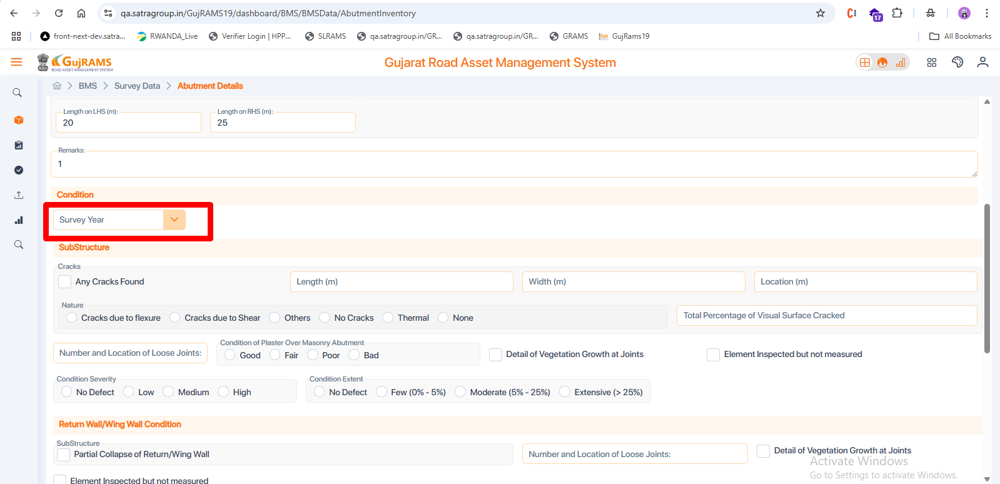 qa.satragroup.in/GujRAMS19/dashboard/BMS/BMSData/AbutmentInventory
17
front-next-dev.satra...
RWANDA_Live
Verifier Login | HPP...
SLRAMS
qa.satragroup.in/GR...
qa.satragroup.in/GR...
GRAMS
GujRams19
All Bookmarks
GujRAMS
ROAD ASSET MANAGEMENT SYSTEM
Gujarat Road Asset Management System
BMS
Survey Data
Abutment Details
Length on LHS (m):
20
Length on RHS (m):
25
Remarks:
1
Condition
Survey Year
SubStructure
Cracks
Any Cracks Found
Length (m)
Width (m)
Location (m)
Nature
Cracks due to flexure
Cracks due to Shear
Others
No Cracks
Thermal
None
Total Percentage of Visual Surface Cracked
Number and Location of Loose Joints:
Condition of Plaster Over Masonry Abutment
Good
Fair
Poor
Bad
Detail of Vegetation Growth at Joints
Element Inspected but not measured
Condition Severity
No Defect
Low
Medium
High
Condition Extent
No Defect
Few (0% - 5%)
Moderate (5% - 25%)
Extensive (> 25%)
Return Wall/Wing Wall Condition
SubStructure
Partial Collapse of Return/Wing Wall
Number and Location of Loose Joints:
Detail of Vegetation Growth at Joints
Activate Windows
Go to Settings to activate Windows.
Element Inspected but not measured